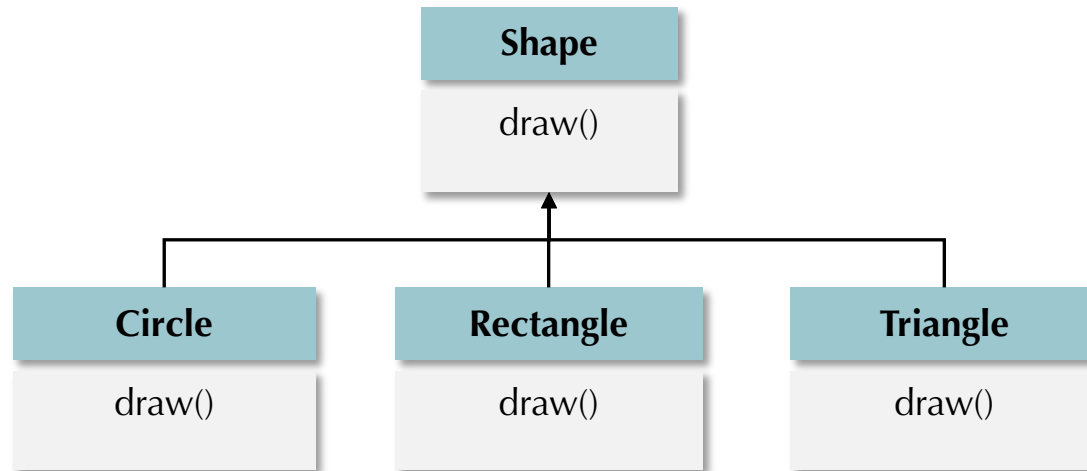 Shape
draw()
Circle
draw()
Rectangle
draw()
Triangle
draw()